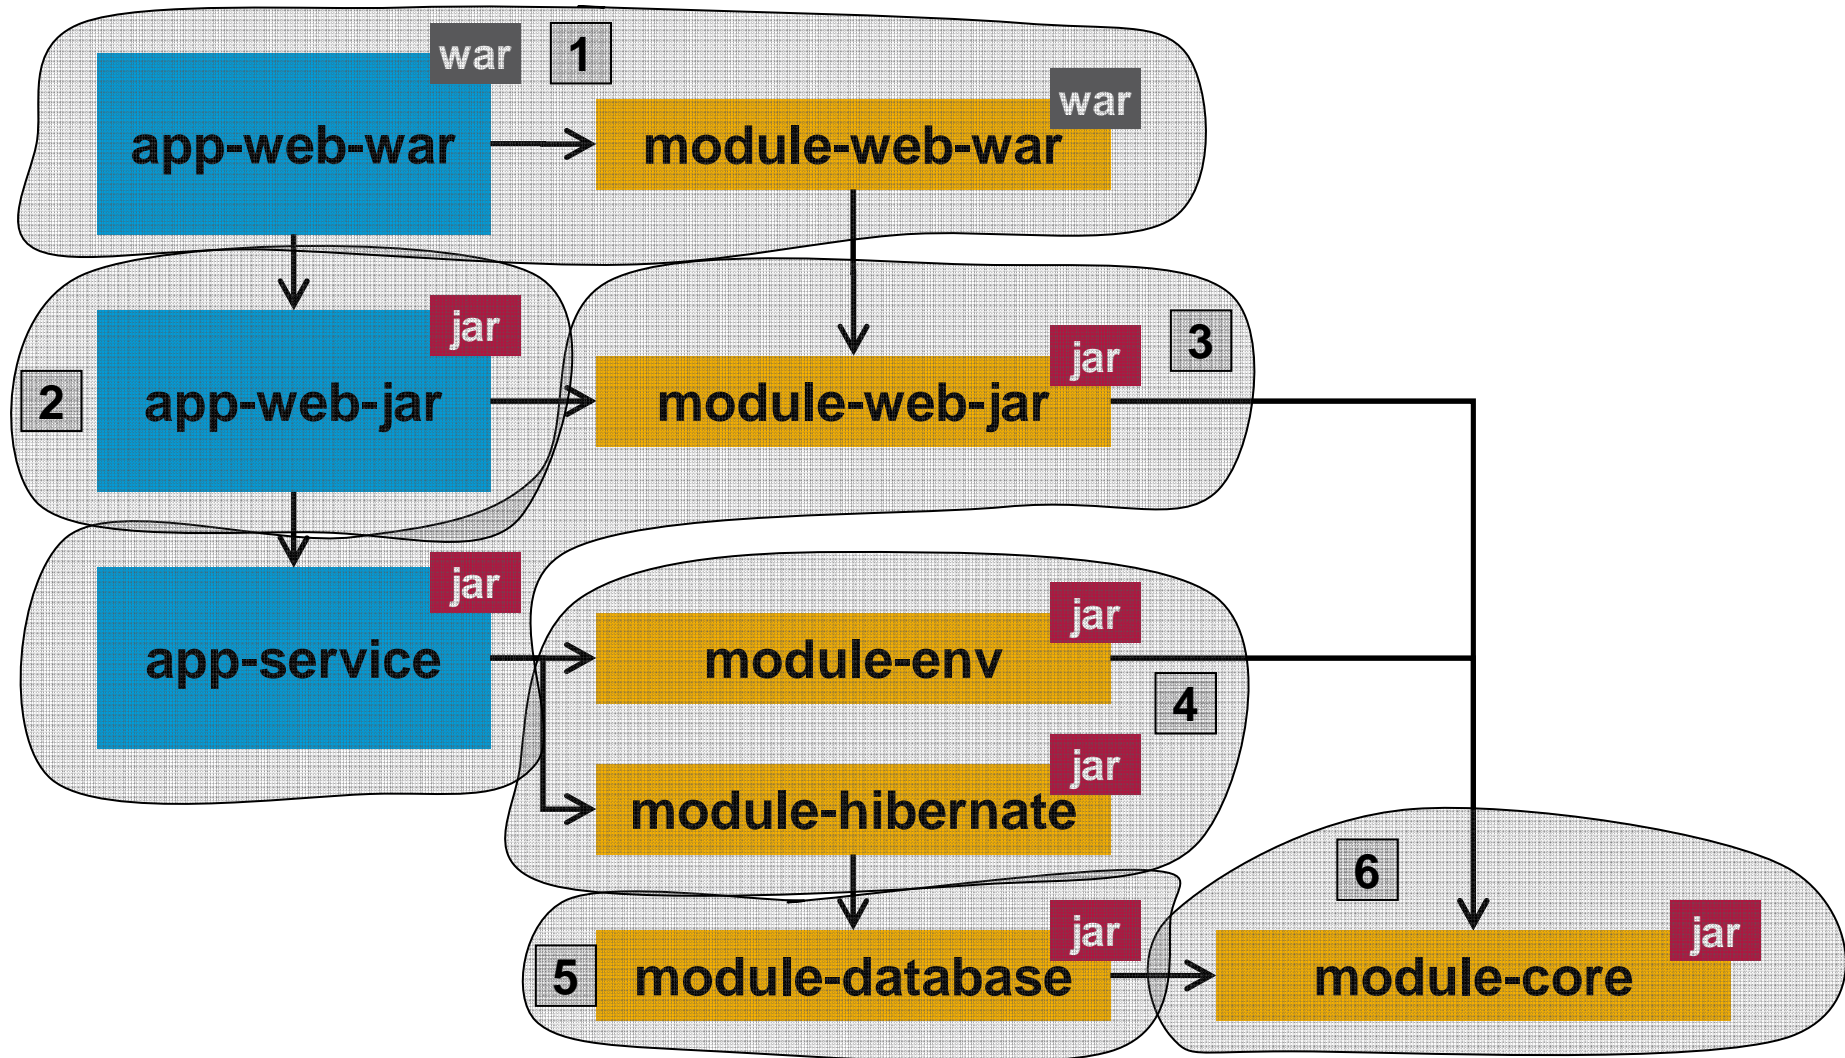 war
1
war
app-web-war
module-web-war
jar
3
jar
2
app-web-jar
module-web-jar
jar
jar
app-service
module-env
4
jar
module-hibernate
6
jar
jar
5
module-database
module-core